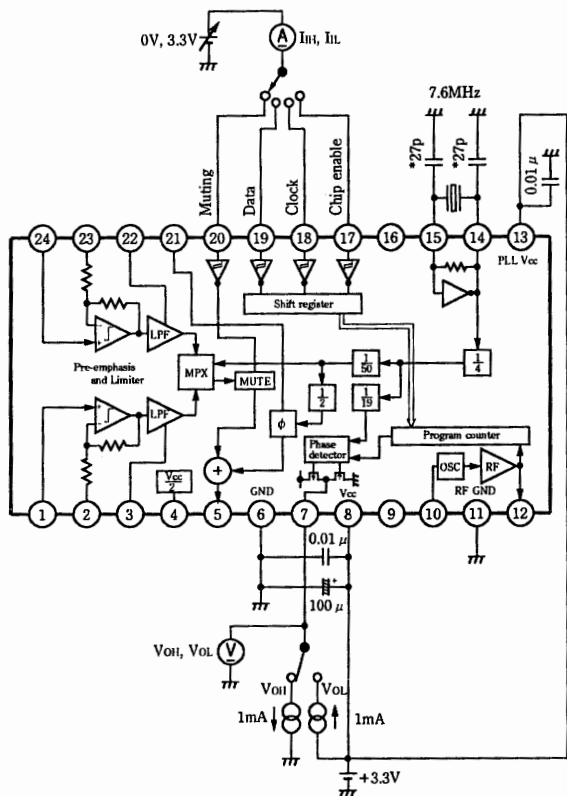 0V, 3.3V
A
IIH, IIL
7.6MHz
*27p
*27p
0.01 μ
Muting
Data
Clock
Chip enable
24
23
22
21
20
19
18
17
16
15
14
13
PLL Vcc
Shift register
LPF
Pre-emphasis
and Limiter
MPX
MUTE
1/50
1/4
1/2
1/19
φ
Phase
detector
Program counter
LPF
Vcc/2
+
OSC
RF
GND
Vcc
RF GND
1
2
3
4
5
6
7
8
9
10
11
12
0.01 μ
+
100 μ
VOH, VOL
V
VOH
VOL
1mA
1mA
+3.3V